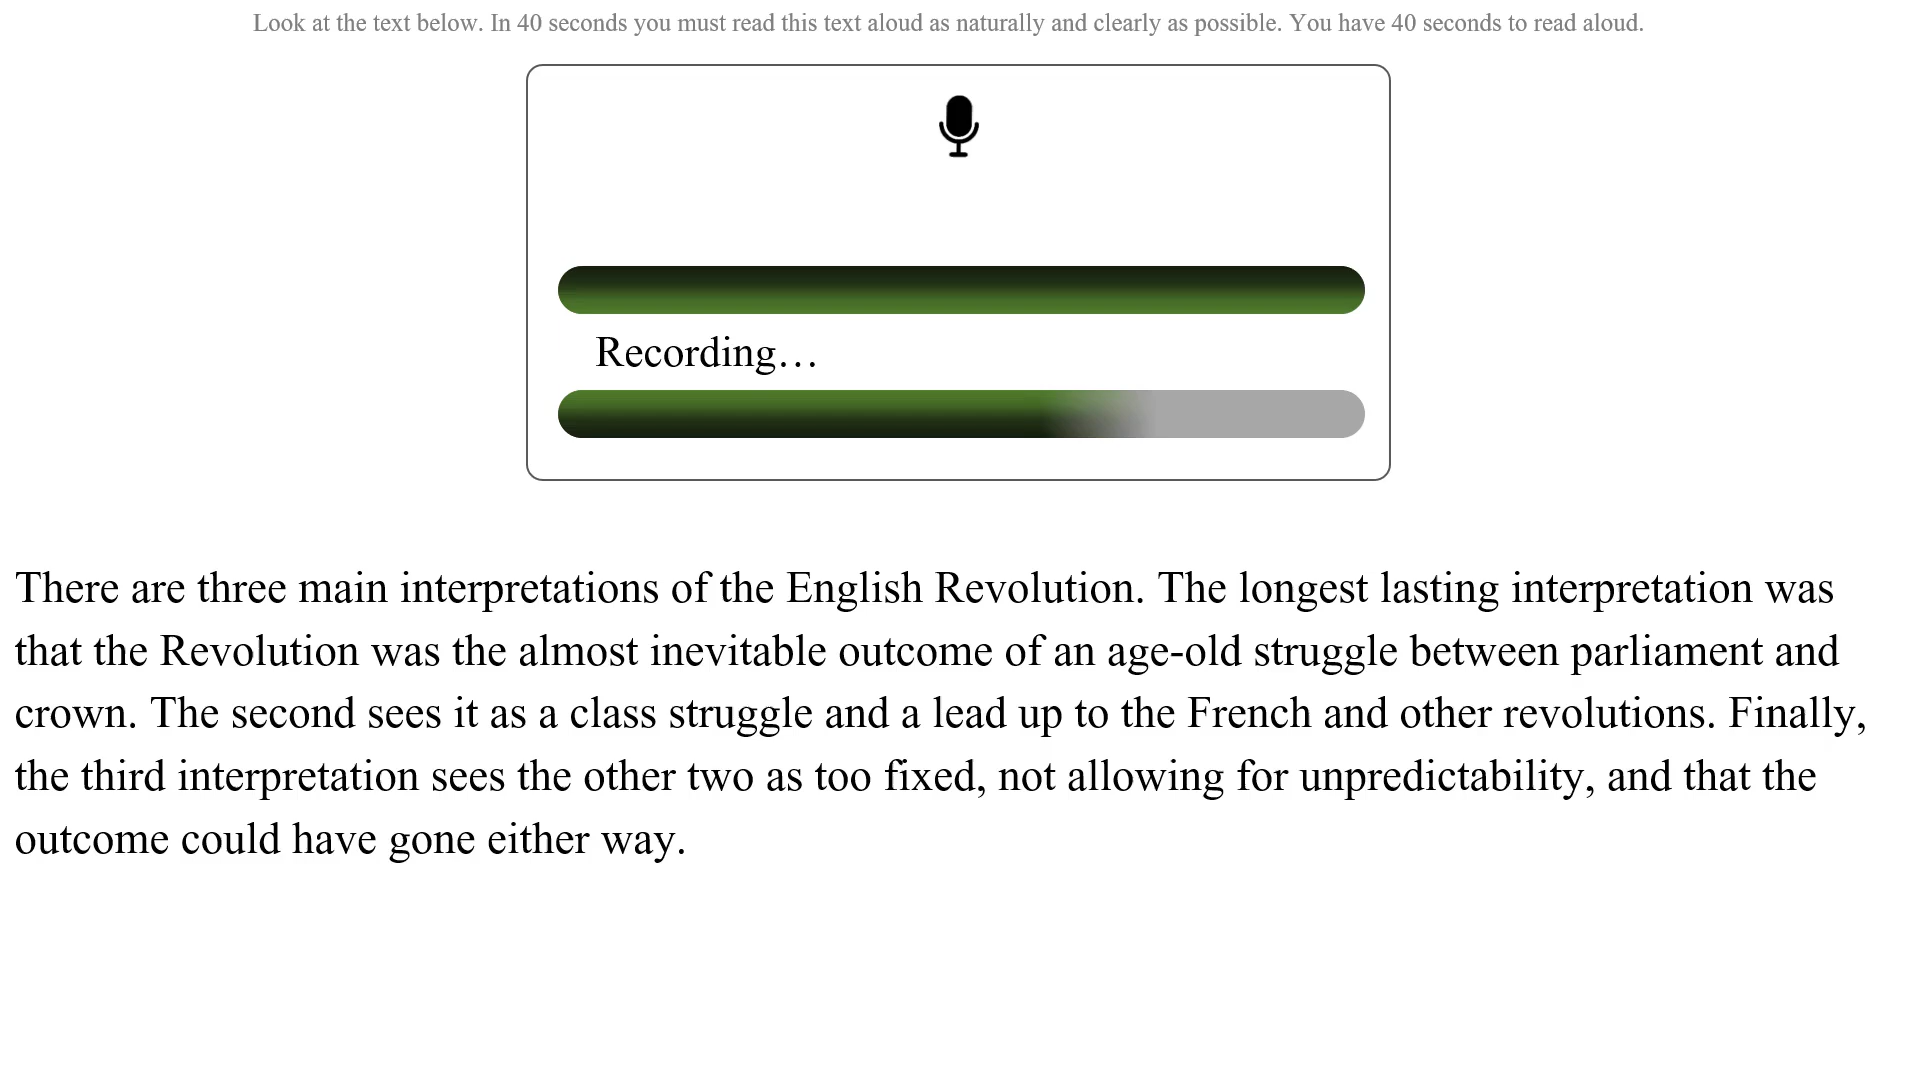 Look at the text below. In 40 seconds you must read this text aloud as naturally and clearly as possible. You have 40 seconds to read aloud.
Recording…
There are three main interpretations of the English Revolution. The longest lasting interpretation was
that the Revolution was the almost inevitable outcome of an age-old struggle between parliament and
crown. The second sees it as a class struggle and a lead up to the French and other revolutions. Finally,
the third interpretation sees the other two as too fixed, not allowing for unpredictability, and that the
outcome could have gone either way.